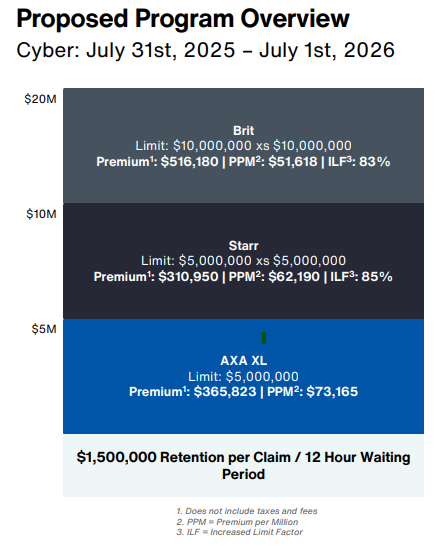 Proposed Program Overview
Cyber: July 31st, 2025 – July 1st, 2026
$20M
Brit
Limit: $10,000,000 xs $10,000,000
Premium¹: $516,180 | PPM²: $51,618 | ILF³: 83%
$10M
Starr
Limit: $5,000,000 xs $5,000,000
Premium¹: $310,950 | PPM²: $62,190 | ILF³: 85%
$5M
AXA XL
Limit: $5,000,000
Premium¹: $365,823 | PPM²: $73,165
$1,500,000 Retention per Claim / 12 Hour Waiting
Period
1. Does not include taxes and fees
2. PPM = Premium per Million
3. ILF = Increased Limit Factor